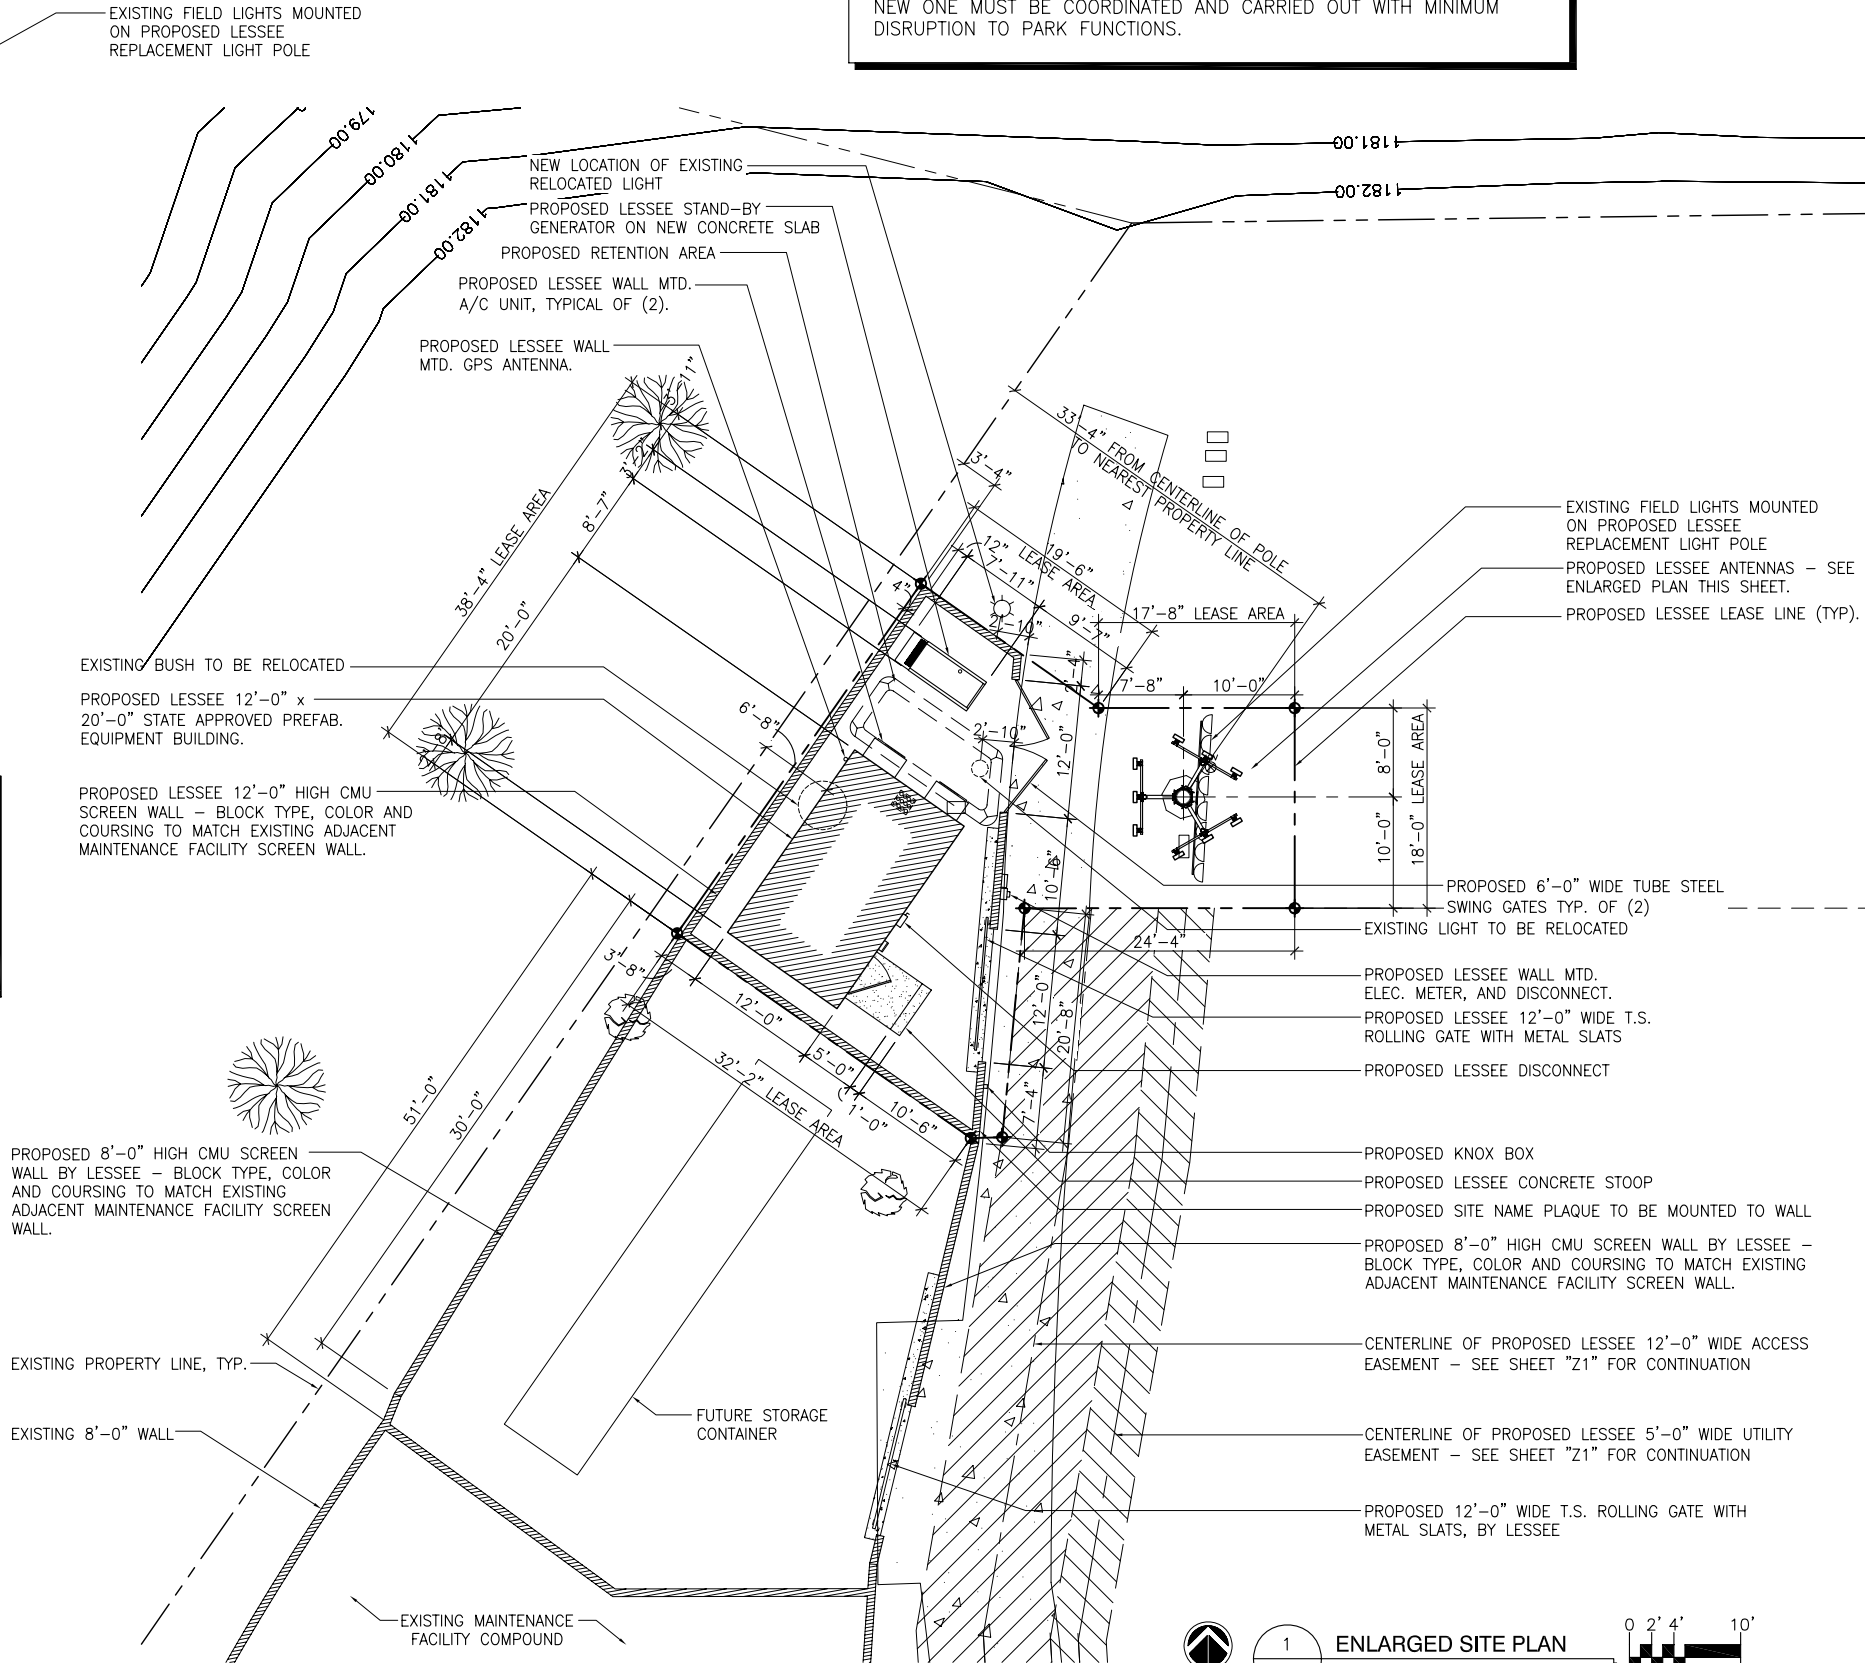 EXISTING FIELD LIGHTS MOUNTED
ON PROPOSED LESSEE
REPLACEMENT LIGHT POLE
NEW ONE MUST BE COORDINATED AND CARRIED OUT WITH MINIMUM
DISRUPTION TO PARK FUNCTIONS.
179.00
1180.00
1181.00
1182.00
1181.00
1182.00
NEW LOCATION OF EXISTING
RELOCATED LIGHT
PROPOSED LESSEE STAND-BY
GENERATOR ON NEW CONCRETE SLAB
PROPOSED RETENTION AREA
PROPOSED LESSEE WALL MTD.
A/C UNIT, TYPICAL OF (2).
PROPOSED LESSEE WALL
MTD. GPS ANTENNA.
38'-4" LEASE AREA
8'-7"
20'-0"
33'-4" FROM CENTERLINE OF POLE
TO NEAREST PROPERTY LINE
3'-4"
19'-6"
12" LEASE AREA
7'-11"
9'-7"
4"
2'-10"
17'-8" LEASE AREA
7'-8"
10'-0"
8'-0"
10'-0"
18'-0" LEASE AREA
6'-8"
2'-10"
12'-0"
10'-6"
24'-4"
12'-0"
20'-8"
7'-4"
3'-8"
12'-0"
5'-0"
1'-0"
10'-6"
32'-2" LEASE AREA
51'-0"
30'-0"
EXISTING BUSH TO BE RELOCATED
PROPOSED LESSEE 12'-0" x
20'-0" STATE APPROVED PREFAB.
EQUIPMENT BUILDING.
PROPOSED LESSEE 12'-0" HIGH CMU
SCREEN WALL - BLOCK TYPE, COLOR AND
COURSING TO MATCH EXISTING ADJACENT
MAINTENANCE FACILITY SCREEN WALL.
PROPOSED 8'-0" HIGH CMU SCREEN
WALL BY LESSEE - BLOCK TYPE, COLOR
AND COURSING TO MATCH EXISTING
ADJACENT MAINTENANCE FACILITY SCREEN
WALL.
EXISTING PROPERTY LINE, TYP.
EXISTING 8'-0" WALL
FUTURE STORAGE
CONTAINER
EXISTING MAINTENANCE
FACILITY COMPOUND
EXISTING FIELD LIGHTS MOUNTED
ON PROPOSED LESSEE
REPLACEMENT LIGHT POLE
PROPOSED LESSEE ANTENNAS - SEE
ENLARGED PLAN THIS SHEET.
PROPOSED LESSEE LEASE LINE (TYP).
PROPOSED 6'-0" WIDE TUBE STEEL
SWING GATES TYP. OF (2)
EXISTING LIGHT TO BE RELOCATED
PROPOSED LESSEE WALL MTD.
ELEC. METER, AND DISCONNECT.
PROPOSED LESSEE 12'-0" WIDE T.S.
ROLLING GATE WITH METAL SLATS
PROPOSED LESSEE DISCONNECT
PROPOSED KNOX BOX
PROPOSED LESSEE CONCRETE STOOP
PROPOSED SITE NAME PLAQUE TO BE MOUNTED TO WALL
PROPOSED 8'-0" HIGH CMU SCREEN WALL BY LESSEE -
BLOCK TYPE, COLOR AND COURSING TO MATCH EXISTING
ADJACENT MAINTENANCE FACILITY SCREEN WALL.
CENTERLINE OF PROPOSED LESSEE 12'-0" WIDE ACCESS
EASEMENT - SEE SHEET "Z1" FOR CONTINUATION
CENTERLINE OF PROPOSED LESSEE 5'-0" WIDE UTILITY
EASEMENT - SEE SHEET "Z1" FOR CONTINUATION
PROPOSED 12'-0" WIDE T.S. ROLLING GATE WITH
METAL SLATS, BY LESSEE
1 ENLARGED SITE PLAN
0 2' 4' 10'